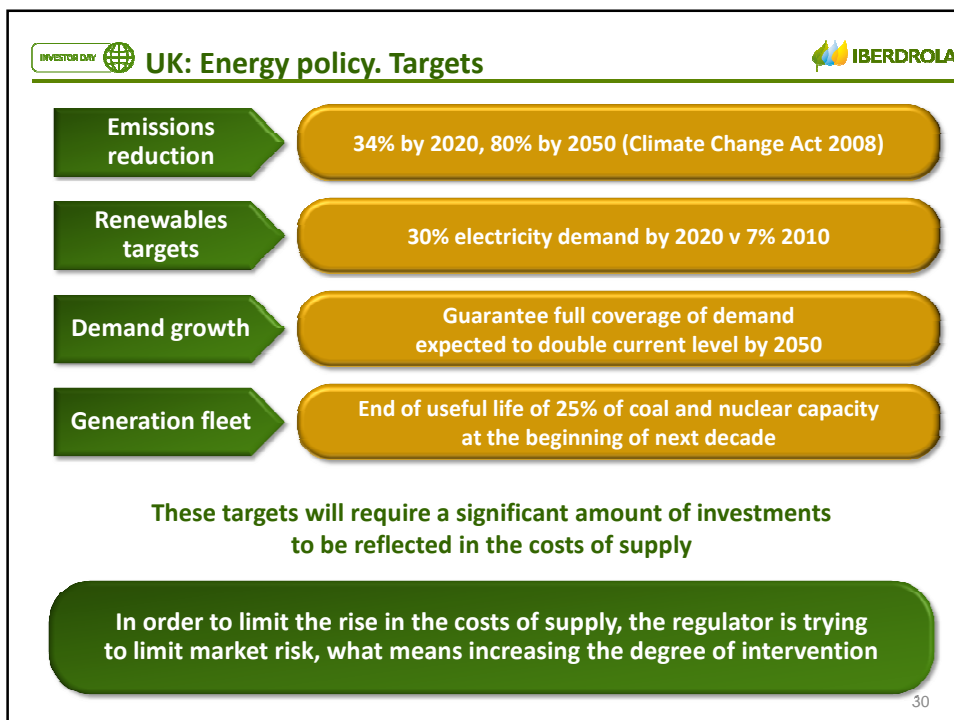 INVESTOR DAY
UK: Energy policy. Targets
IBERDROLA
Emissions
reduction
34% by 2020, 80% by 2050 (Climate Change Act 2008)
Renewables
targets
30% electricity demand by 2020 v 7% 2010
Demand growth
Guarantee full coverage of demand
expected to double current level by 2050
Generation fleet
End of useful life of 25% of coal and nuclear capacity
at the beginning of next decade
These targets will require a significant amount of investments
to be reflected in the costs of supply
In order to limit the rise in the costs of supply, the regulator is trying
to limit market risk, what means increasing the degree of intervention
30